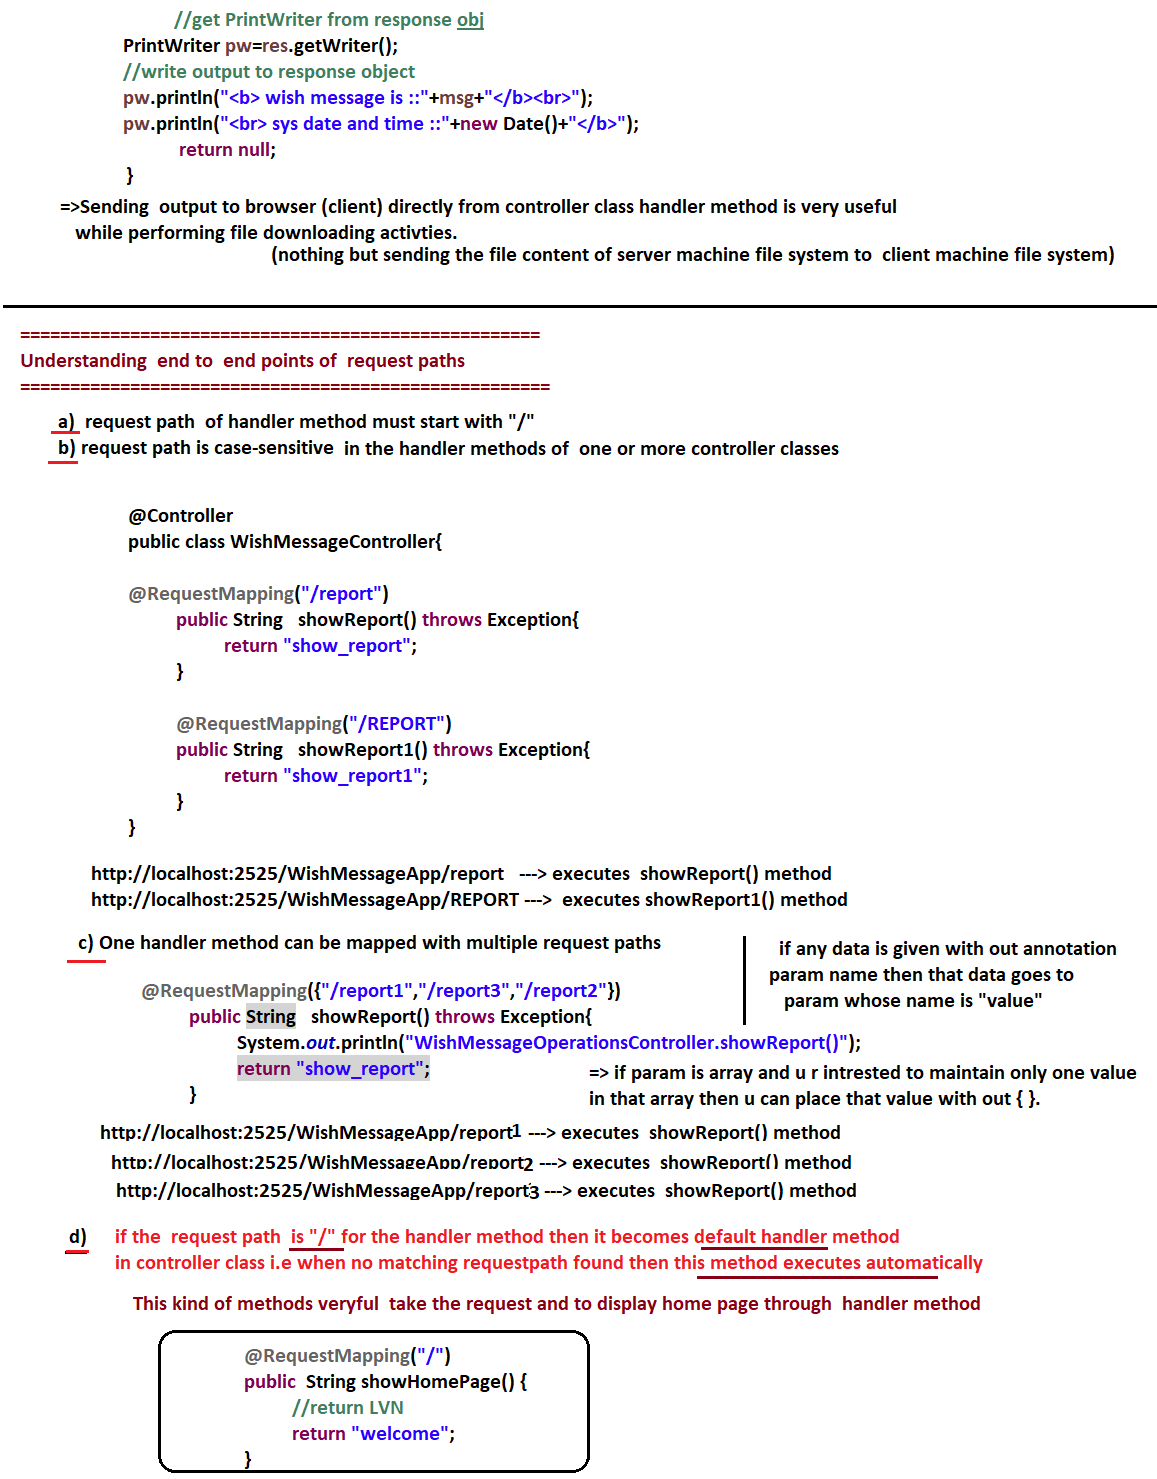 //get PrintWriter from response obj
PrintWriter pw=res.getWriter();
//write output to response object
pw.println("<b> wish message is ::"+msg+"</b><br>");
pw.println("<br> sys date and time ::"+new Date()+"</b>");
return null;
}
=>Sending output to browser (client) directly from controller class handler method is very useful
while performing file downloading activties.
(nothing but sending the file content of server machine file system to client machine file system)
====================================================
Understanding end to end points of request paths
=====================================================
a) request path of handler method must start with "/"
b) request path is case-sensitive in the handler methods of one or more controller classes
@Controller
public class WishMessageController{
@RequestMapping("/report")
public String showReport() throws Exception{
return "show_report";
}
@RequestMapping("/REPORT")
public String showReport1() throws Exception{
return "show_report1";
}
}
http://localhost:2525/WishMessageApp/report ---> executes showReport() method
http://localhost:2525/WishMessageApp/REPORT ---> executes showReport1() method
c) One handler method can be mapped with multiple request paths
if any data is given with out annotation
param name then that data goes to
param whose name is "value"
@RequestMapping({"/report1","/report3","/report2"})
public String showReport() throws Exception{
System.out.println("WishMessageOperationsController.showReport()");
return "show_report";
}
=> if param is array and u r intrested to maintain only one value
in that array then u can place that value with out { }.
http://localhost:2525/WishMessageApp/report1 ---> executes showReport() method
http://localhost:2525/WishMessageApp/report2 ---> executes showReport() method
http://localhost:2525/WishMessageApp/report3 ---> executes showReport() method
d) if the request path is "/" for the handler method then it becomes default handler method
in controller class i.e when no matching requestpath found then this method executes automatically
This kind of methods veryful take the request and to display home page through handler method
@RequestMapping("/")
public String showHomePage() {
//return LVN
return "welcome";
}